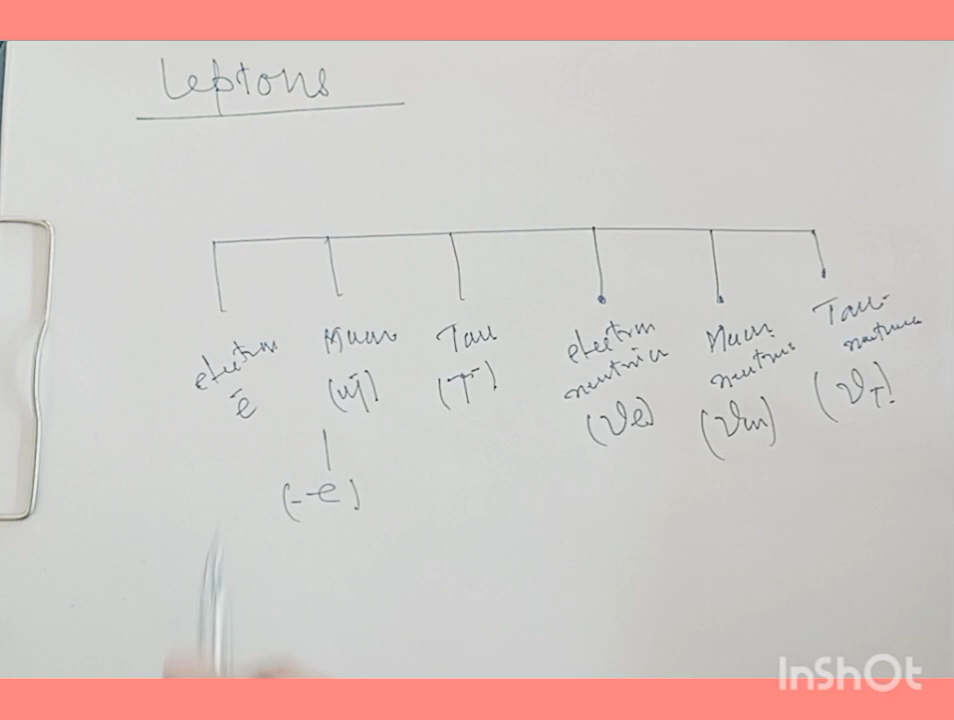 Leptons
electron
e⁻
Muon
(μ⁻)
Tau
(τ⁻)
electron
neutrino
(νe)
Muon
neutrino
(νμ)
Tau-
neutrino
(ντ)
(-e)
InShOt